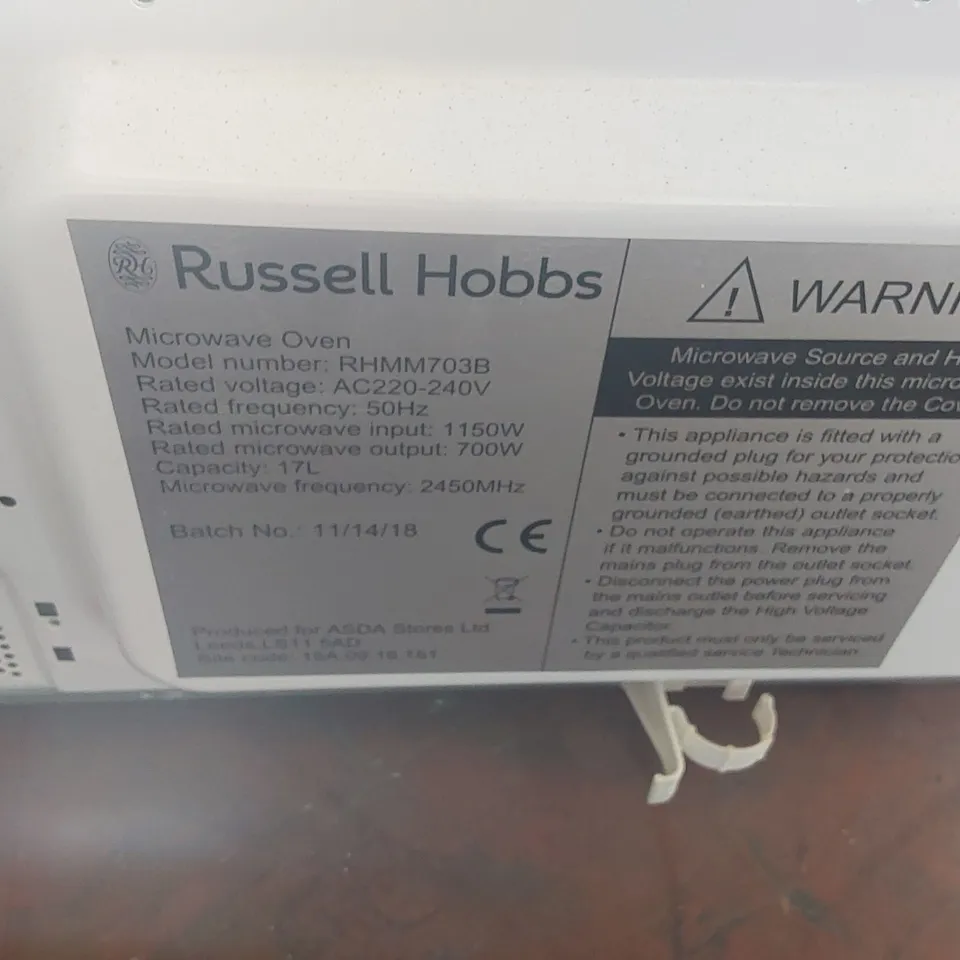 RH Russell Hobbs
Microwave Oven
Model number: RHMM703B
Rated voltage: AC220-240V
Rated frequency: 50Hz
Rated microwave input: 1150W
Rated microwave output: 700W
Capacity: 17L
Microwave frequency: 2450MHz
Batch No.: 11/14/18
CE
Produced for ASDA Stores Ltd
Leeds LS11 5AD
Site code:
WARNI
Microwave Source and H
Voltage exist inside this micro
Oven. Do not remove the Cov
• This appliance is fitted with a
grounded plug for your protectio
against possible hazards and
must be connected to a properly
grounded (earthed) outlet socket.
• Do not operate this appliance
if it malfunctions. Remove the
mains plug from the outlet socket.
• Disconnect the power plug from
the mains outlet before servicing
and discharge the High Voltage
Capacitor.
• This product must only be serviced
by a qualified service Technician.